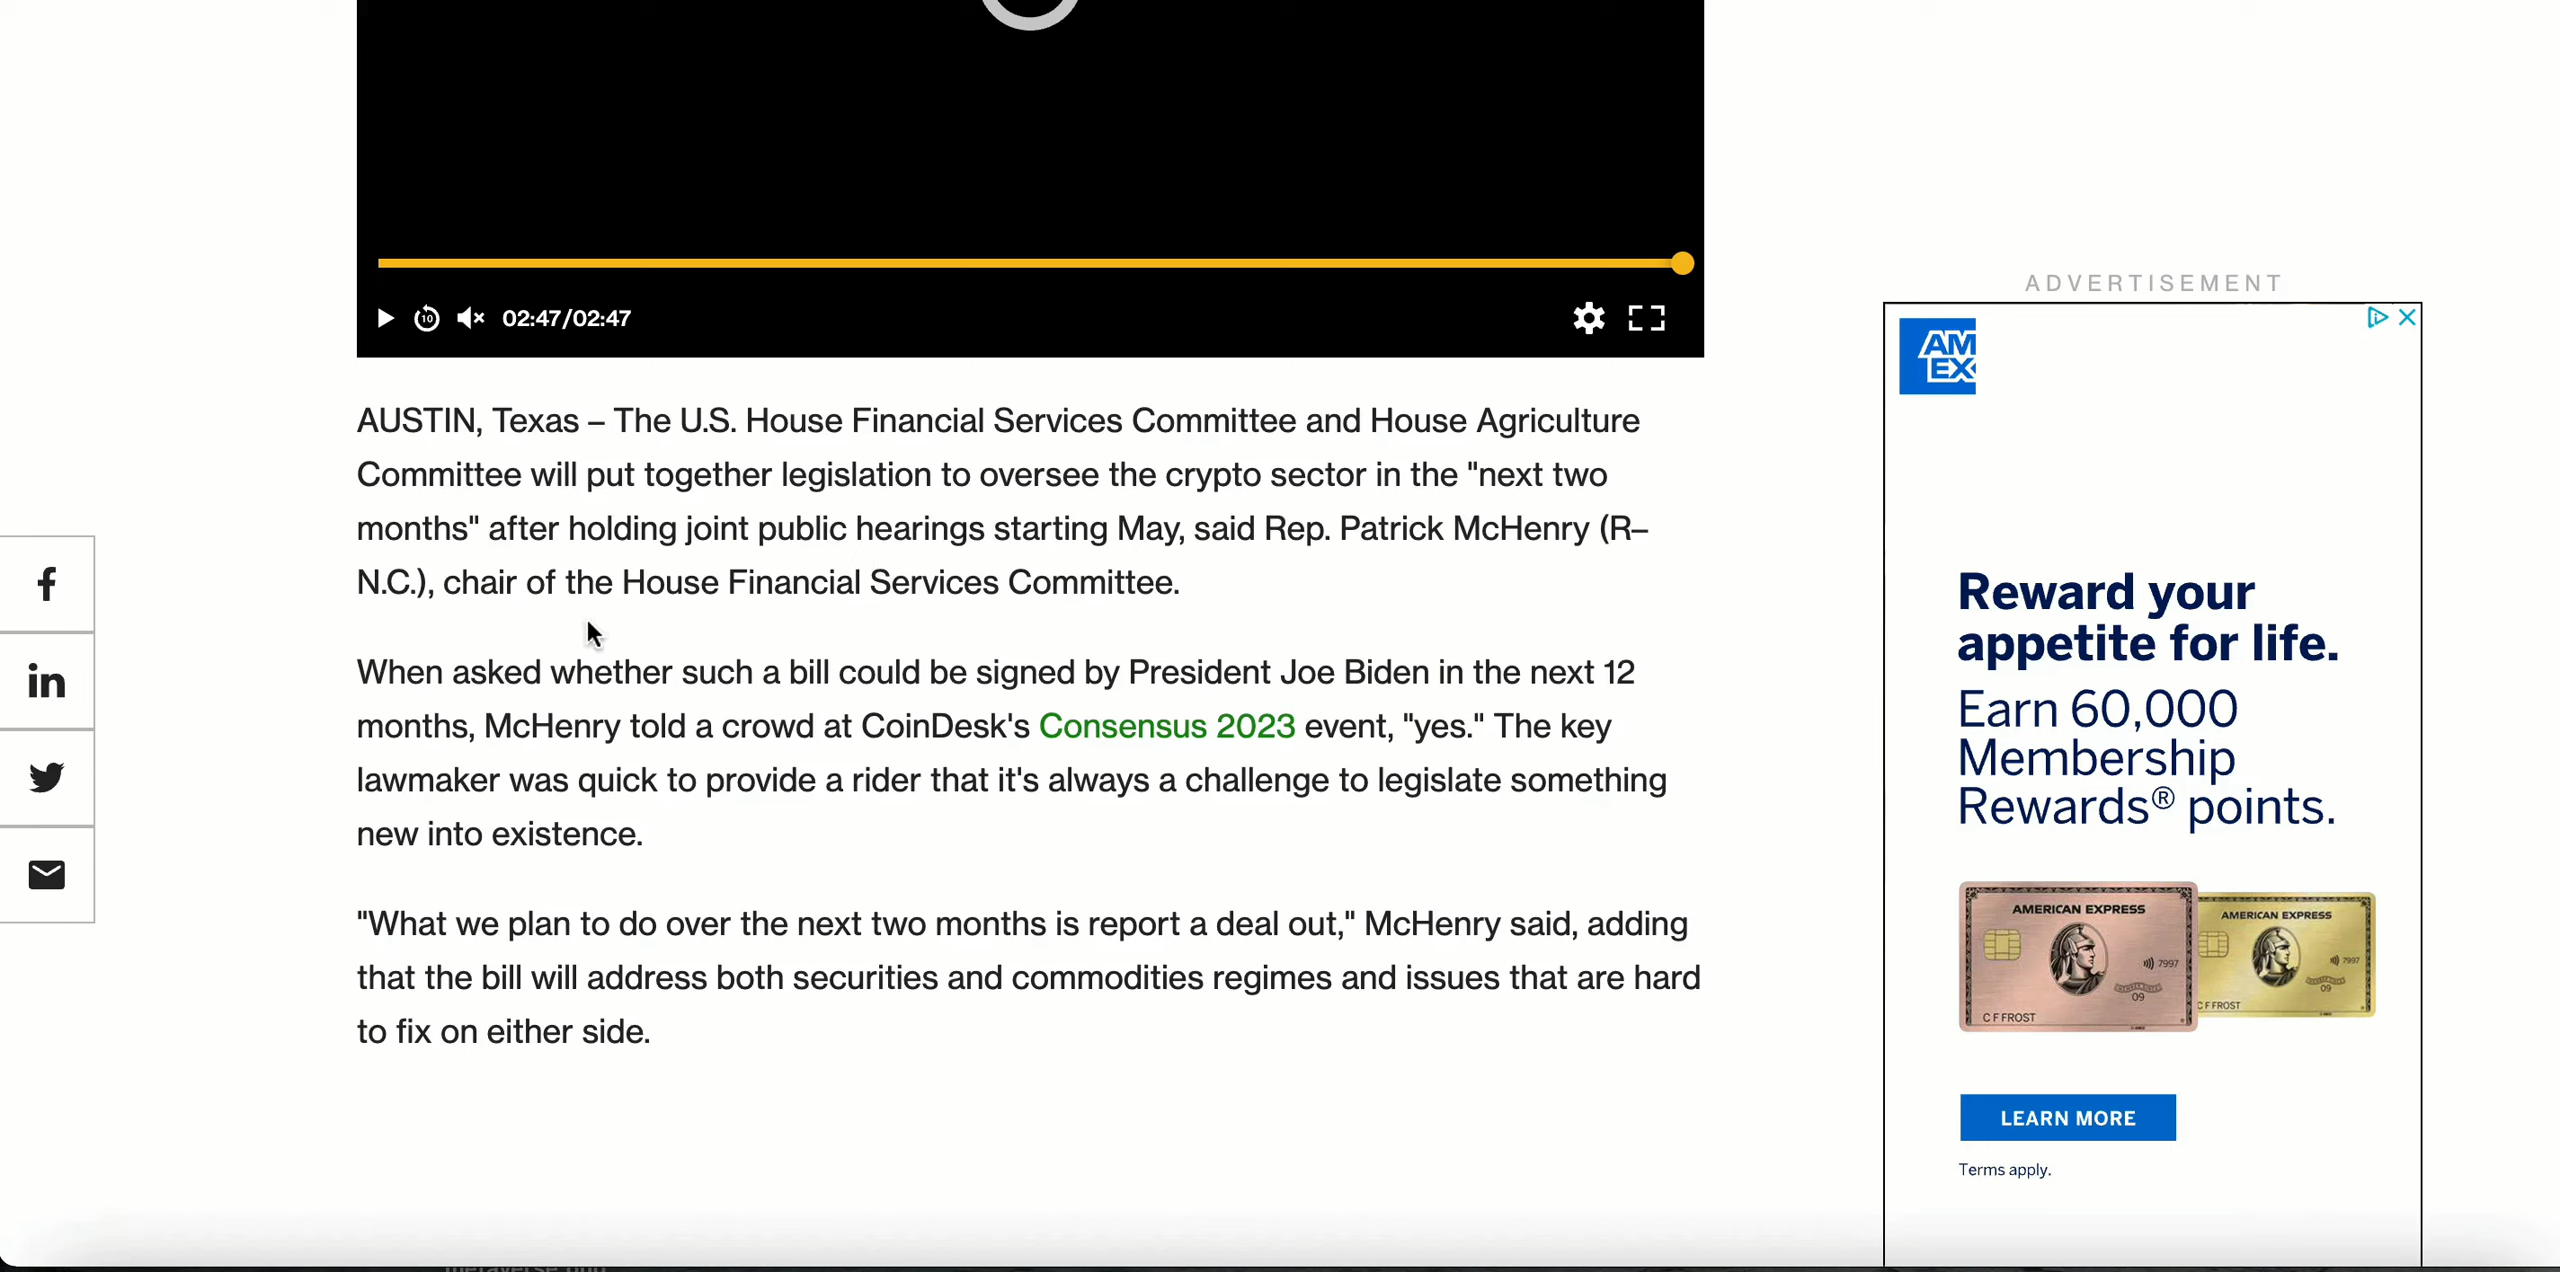 10
02:47/02:47
AUSTIN, Texas – The U.S. House Financial Services Committee and House Agriculture
Committee will put together legislation to oversee the crypto sector in the "next two
months" after holding joint public hearings starting May, said Rep. Patrick McHenry (R–
N.C.), chair of the House Financial Services Committee.
When asked whether such a bill could be signed by President Joe Biden in the next 12
months, McHenry told a crowd at CoinDesk's Consensus 2023 event, "yes." The key
lawmaker was quick to provide a rider that it's always a challenge to legislate something
new into existence.
"What we plan to do over the next two months is report a deal out," McHenry said, adding
that the bill will address both securities and commodities regimes and issues that are hard
to fix on either side.
f
in
ADVERTISEMENT
AM
EX
Reward your
appetite for life.
Earn 60,000
Membership
Rewards® points.
AMERICAN EXPRESS
7997
09
C F FROST
AMERICAN EXPRESS
7997
09
C F FROST
LEARN MORE
Terms apply.